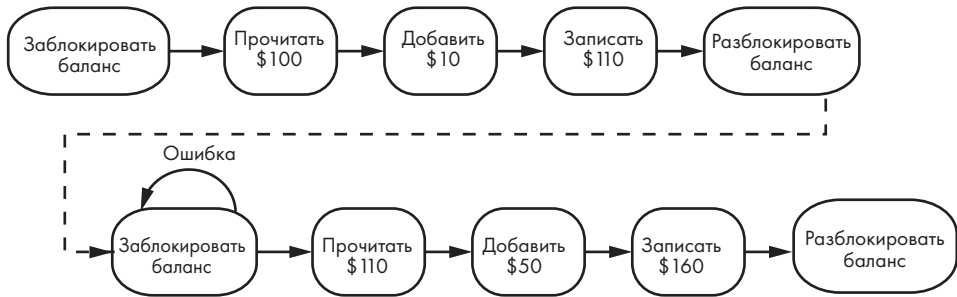 Заблокировать
баланс
Прочитать
$100
Добавить
$10
Записать
$110
Разблокировать
баланс
Ошибка
Заблокировать
баланс
Прочитать
$110
Добавить
$50
Записать
$160
Разблокировать
баланс